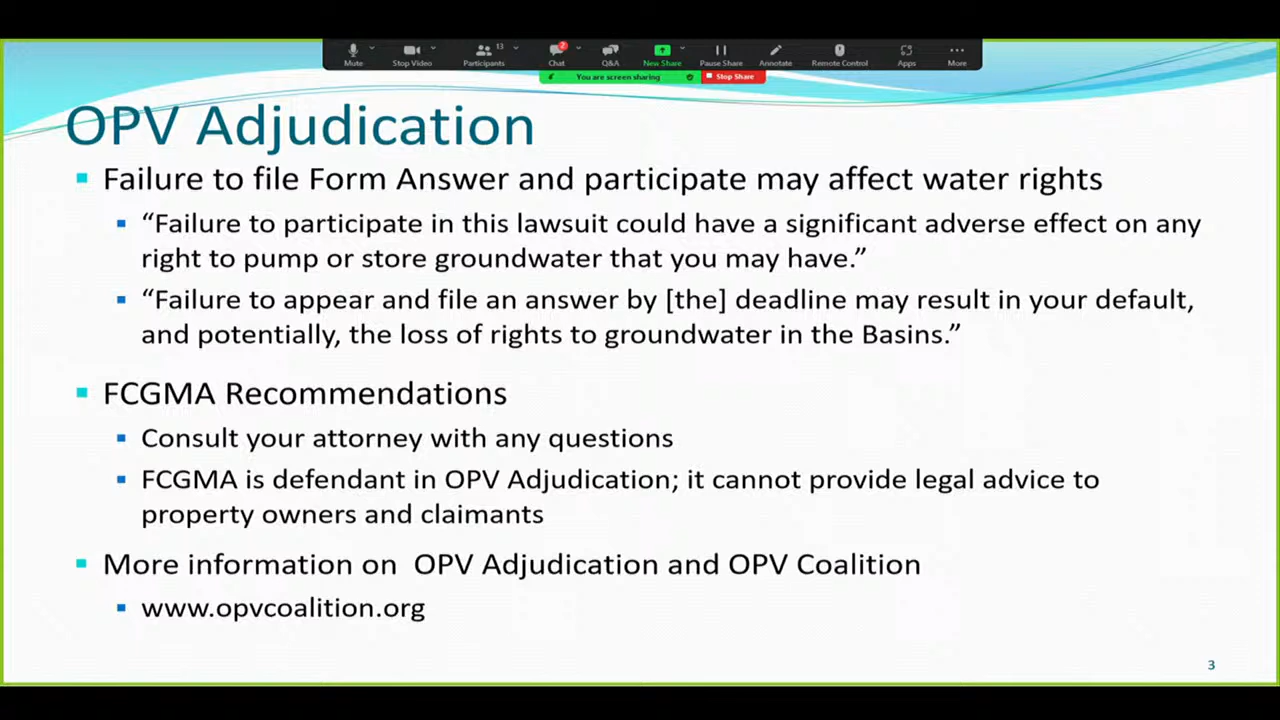 13
2
Mute
Stop Video
Participants
Chat
Q&A
New Share
Pause Share
Annotate
Remote Control
Apps
More
You are screen sharing
Stop Share
OPV Adjudication
Failure to file Form Answer and participate may affect water rights
“Failure to participate in this lawsuit could have a significant adverse effect on any
right to pump or store groundwater that you may have.”
“Failure to appear and file an answer by [the] deadline may result in your default,
and potentially, the loss of rights to groundwater in the Basins.”
FCGMA Recommendations
Consult your attorney with any questions
FCGMA is defendant in OPV Adjudication; it cannot provide legal advice to
property owners and claimants
More information on  OPV Adjudication and OPV Coalition
www.opvcoalition.org
3